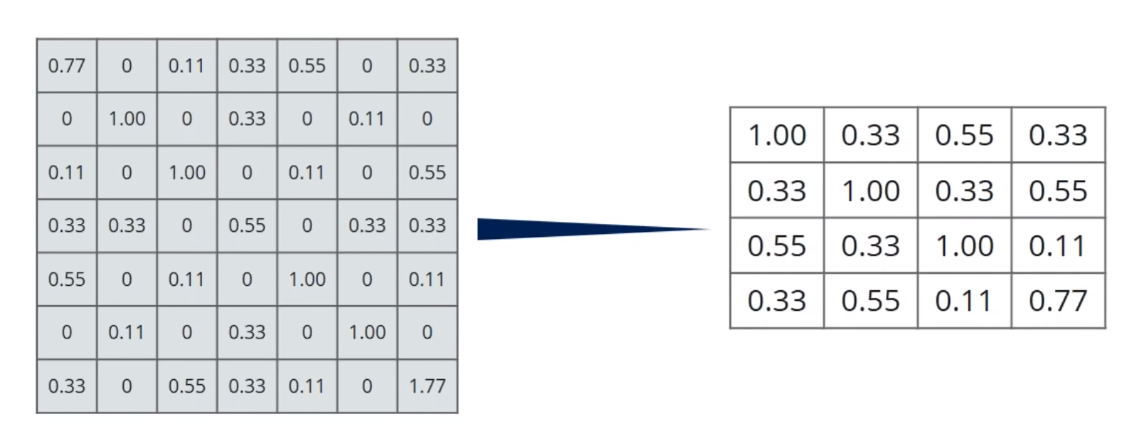 0.77 0 0.11 0.33 0.55 0 0.33
0 1.00 0 0.33 0 0.11 0
0.11 0 1.00 0 0.11 0 0.55
0.33 0.33 0 0.55 0 0.33 0.33
0.55 0 0.11 0 1.00 0 0.11
0 0.11 0 0.33 0 1.00 0
0.33 0 0.55 0.33 0.11 0 1.77
1.00 0.33 0.55 0.33
0.33 1.00 0.33 0.55
0.55 0.33 1.00 0.11
0.33 0.55 0.11 0.77